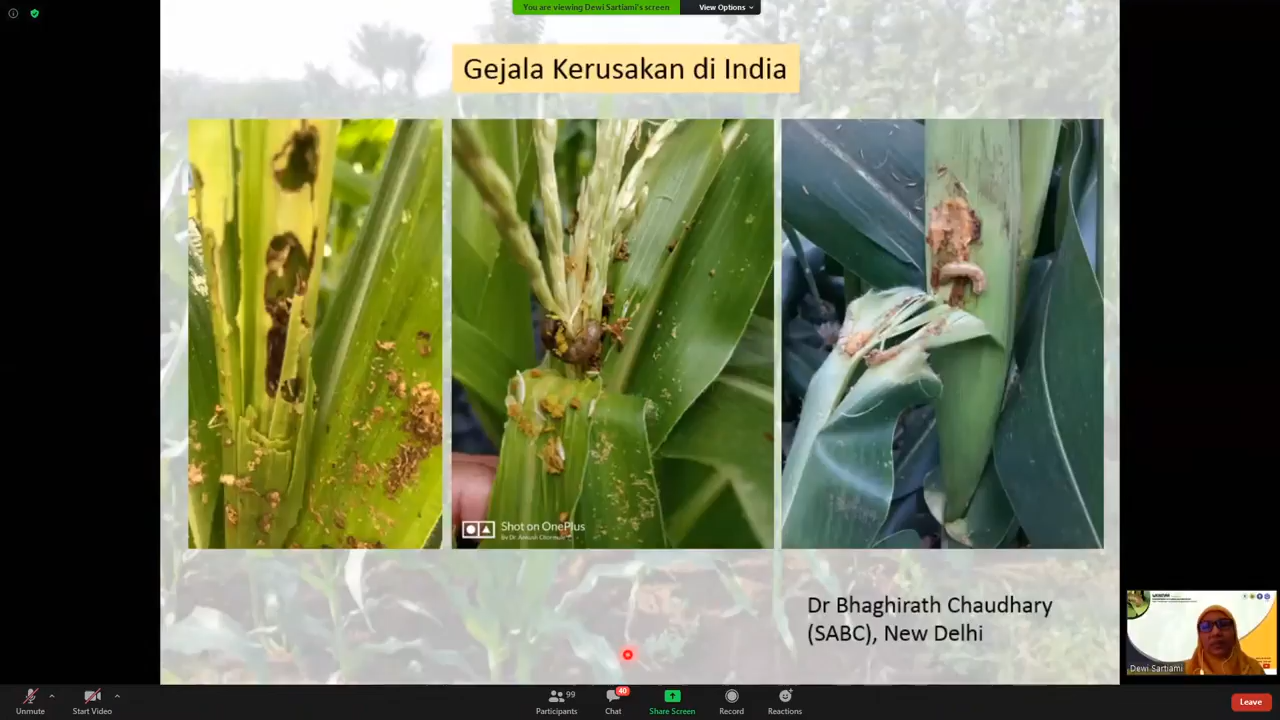 You are viewing Dewi Sartiami's screen
View Options
Gejala Kerusakan di India
Shot on OnePlus
Dr Bhaghirath Chaudhary
(SABC), New Delhi
Dewi Sartiami
Unmute
Start Video
99
Participants
40
Chat
Share Screen
Record
Reactions
Leave